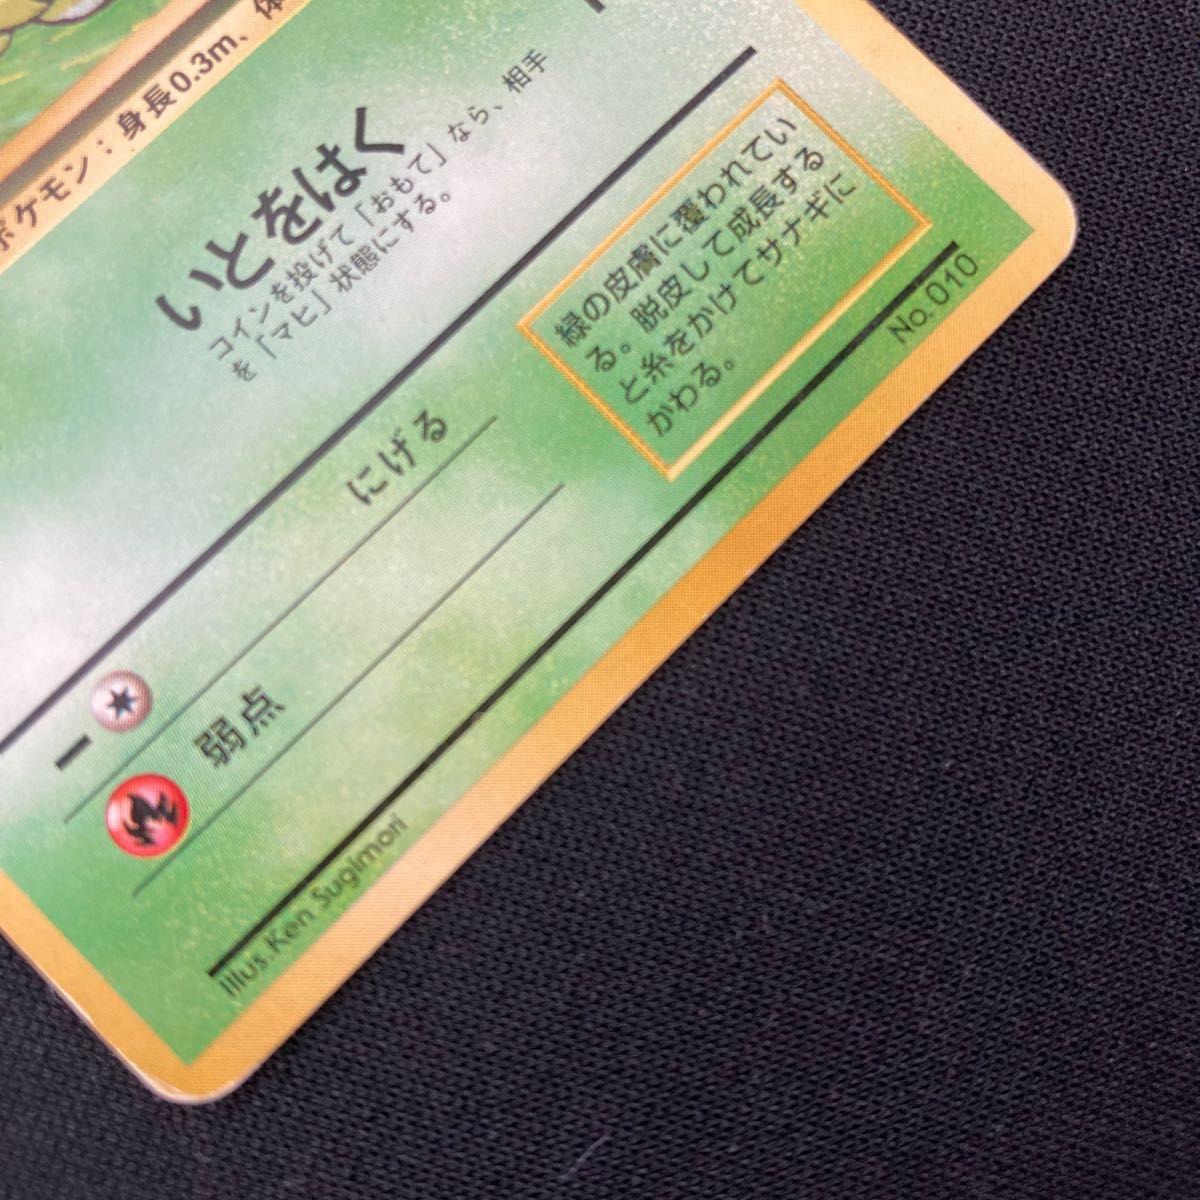 ポケモン：身長0.3m、体
いとをはく
コインを投げて「おもて」なら、相手
を「マヒ」状態にする。
にげる
弱点
緑の皮膚に覆われてい
る。脱皮して成長する
と糸をかけてサナギに
かわる。
Illus. Ken Sugimori
No. 010